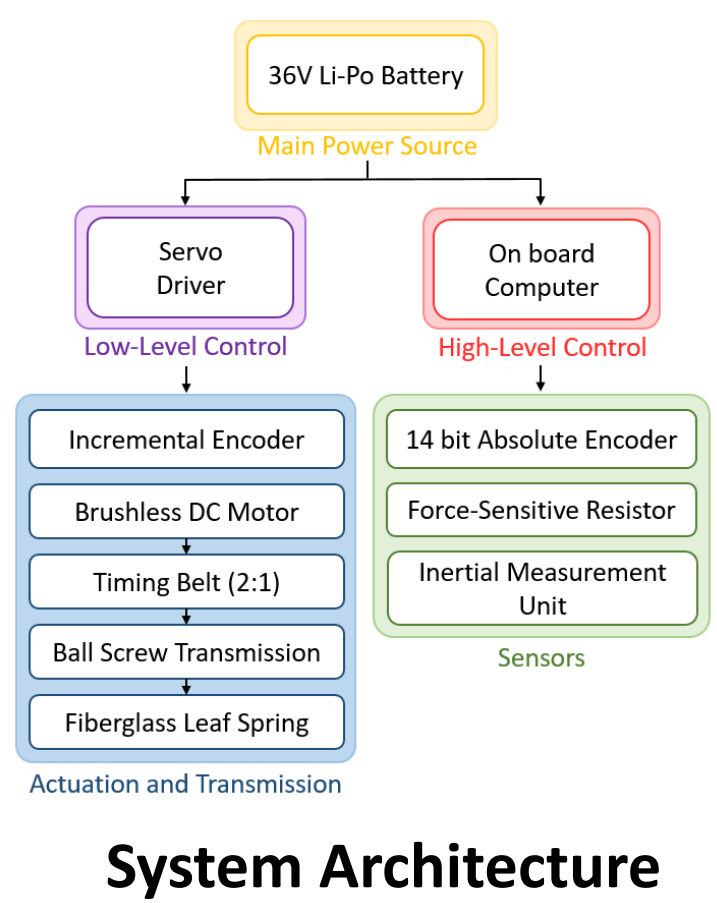 36V Li-Po Battery
Main Power Source
Servo
Driver
Low-Level Control
On board
Computer
High-Level Control
Incremental Encoder
Brushless DC Motor
Timing Belt (2:1)
Ball Screw Transmission
Fiberglass Leaf Spring
Actuation and Transmission
14 bit Absolute Encoder
Force-Sensitive Resistor
Inertial Measurement
Unit
Sensors
System Architecture